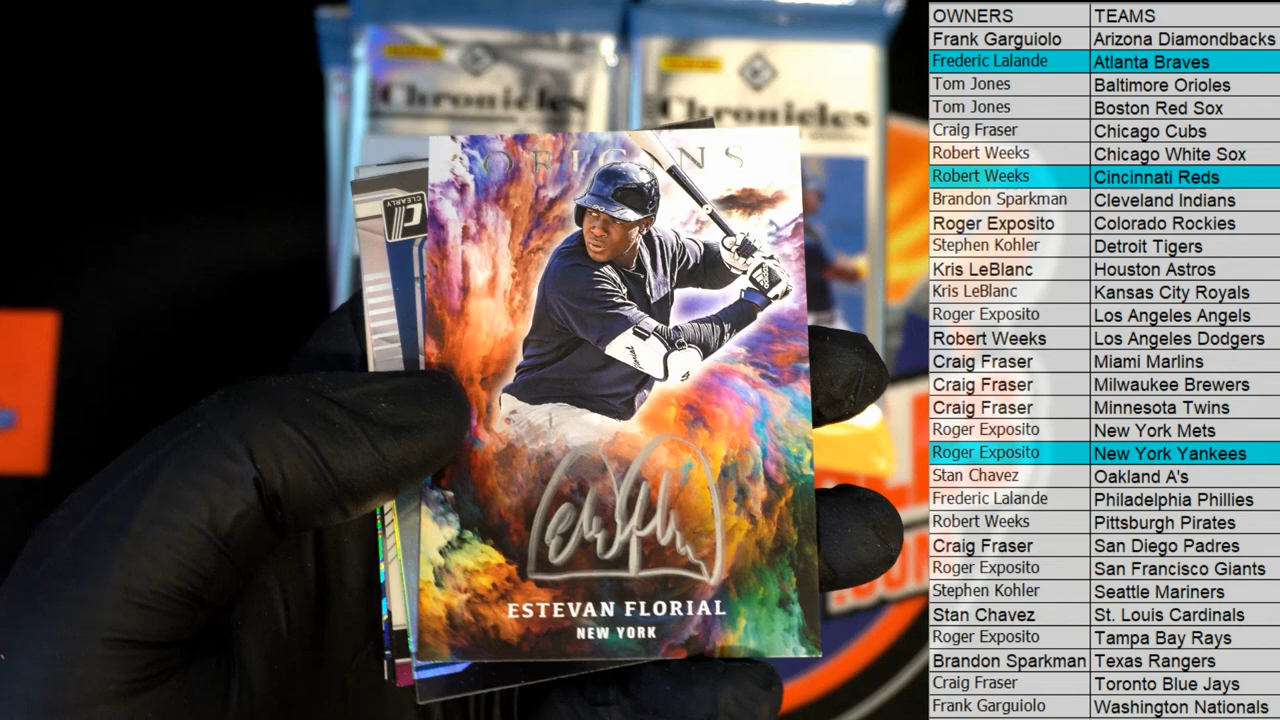 Chronicles
Chronicles
CLEARLY
ORIGINS
ESTEVAN FLORIAL
NEW YORK
OWNERS TEAMS
Frank Garguiolo Arizona Diamondbacks
Frederic Lalande Atlanta Braves
Tom Jones Baltimore Orioles
Tom Jones Boston Red Sox
Craig Fraser Chicago Cubs
Robert Weeks Chicago White Sox
Robert Weeks Cincinnati Reds
Brandon Sparkman Cleveland Indians
Roger Exposito Colorado Rockies
Stephen Kohler Detroit Tigers
Kris LeBlanc Houston Astros
Kris LeBlanc Kansas City Royals
Roger Exposito Los Angeles Angels
Robert Weeks Los Angeles Dodgers
Craig Fraser Miami Marlins
Craig Fraser Milwaukee Brewers
Craig Fraser Minnesota Twins
Roger Exposito New York Mets
Roger Exposito New York Yankees
Stan Chavez Oakland A's
Frederic Lalande Philadelphia Phillies
Robert Weeks Pittsburgh Pirates
Craig Fraser San Diego Padres
Roger Exposito San Francisco Giants
Stephen Kohler Seattle Mariners
Stan Chavez St. Louis Cardinals
Roger Exposito Tampa Bay Rays
Brandon Sparkman Texas Rangers
Craig Fraser Toronto Blue Jays
Frank Garguiolo Washington Nationals